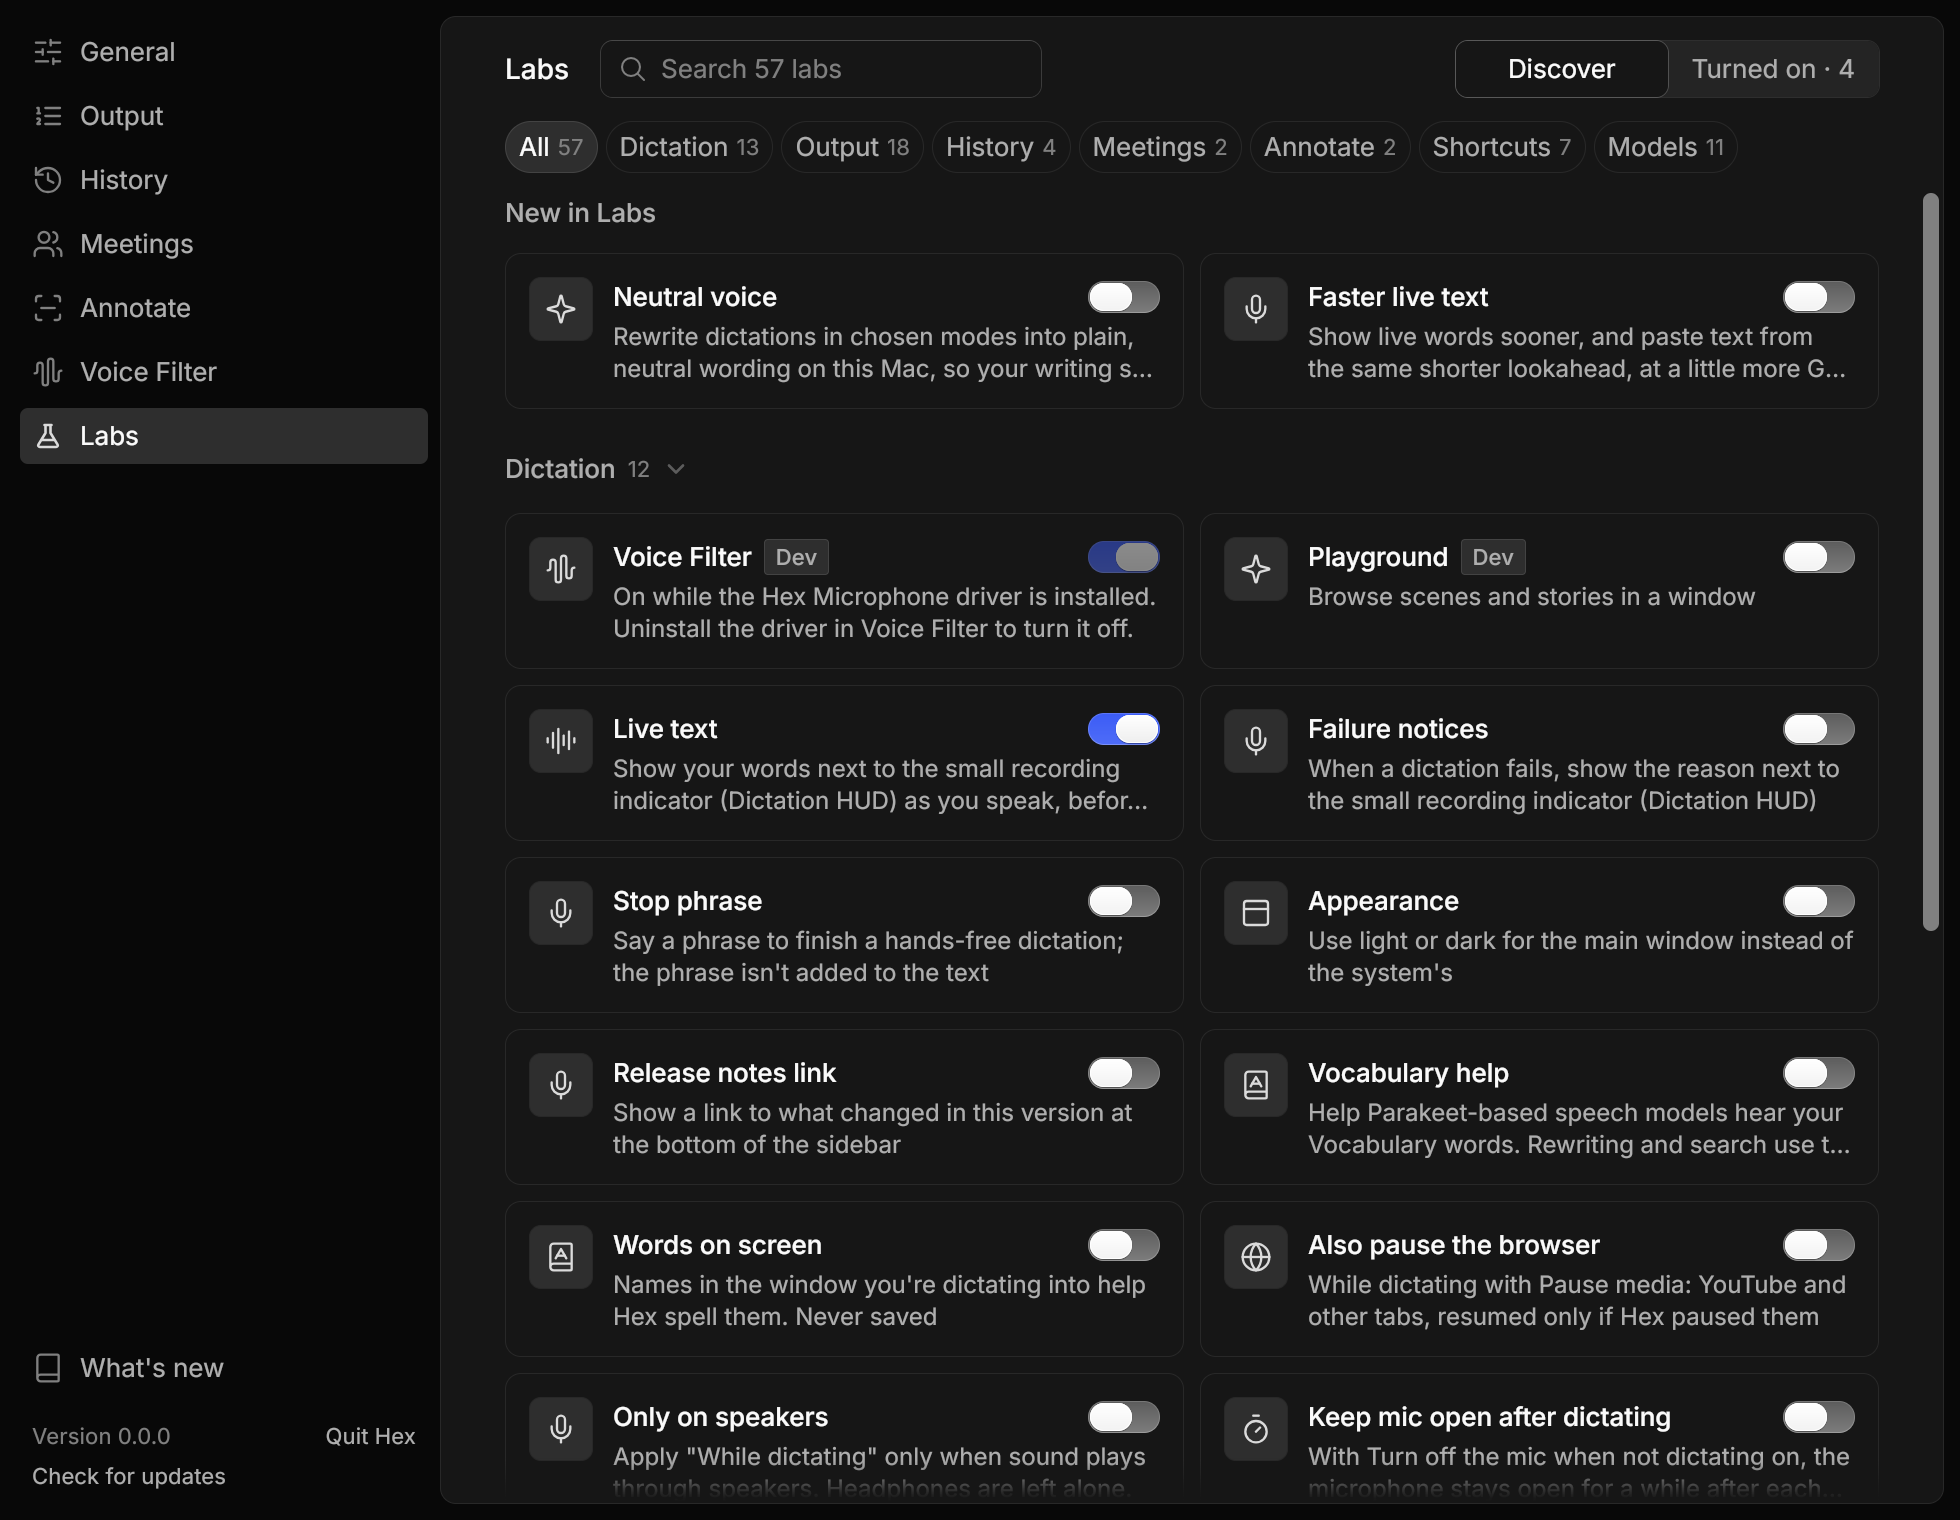 General
Output
History
Meetings
Annotate
Voice Filter
Labs
What's new
Version 0.0.0
Quit Hex
Check for updates
Labs
Search 57 labs
Discover
Turned on · 4
All 57
Dictation 13
Output 18
History 4
Meetings 2
Annotate 2
Shortcuts 7
Models 11
New in Labs
Neutral voice
Rewrite dictations in chosen modes into plain,
neutral wording on this Mac, so your writing s...
Faster live text
Show live words sooner, and paste text from
the same shorter lookahead, at a little more G...
Dictation 12
Voice Filter Dev
On while the Hex Microphone driver is installed.
Uninstall the driver in Voice Filter to turn it off.
Playground Dev
Browse scenes and stories in a window
Live text
Show your words next to the small recording
indicator (Dictation HUD) as you speak, befor...
Failure notices
When a dictation fails, show the reason next to
the small recording indicator (Dictation HUD)
Stop phrase
Say a phrase to finish a hands-free dictation;
the phrase isn't added to the text
Appearance
Use light or dark for the main window instead of
the system's
Release notes link
Show a link to what changed in this version at
the bottom of the sidebar
Vocabulary help
Help Parakeet-based speech models hear your
Vocabulary words. Rewriting and search use t...
Words on screen
Names in the window you're dictating into help
Hex spell them. Never saved
Also pause the browser
While dictating with Pause media: YouTube and
other tabs, resumed only if Hex paused them
Only on speakers
Apply "While dictating" only when sound plays
through speakers. Headphones are left alone.
Keep mic open after dictating
With Turn off the mic when not dictating on, the
microphone stays open for a while after each...